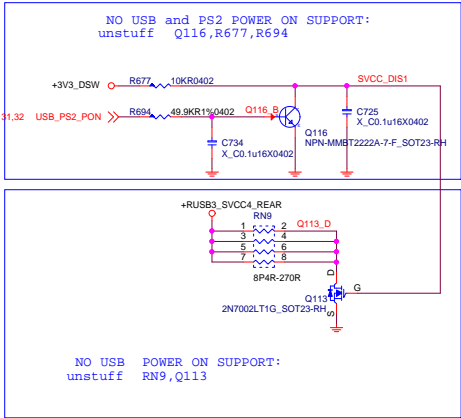 NO USB and PS2 POWER ON SUPPORT:
unstuff Q116,R677,R694
+3V3_DSW R677 10KR0402 SVCC_DIS1
31,32 USB_PS2_PON R694 49.9KR1%0402 Q116_B
C725
X_C0.1u16X0402
Q116
NPN-MMBT2222A-7-F_SOT23-RH
C734
X_C0.1u16X0402
+RUSB3_SVCC4_REAR
RN9
1 2 Q113_D
3 4
5 6
7 8
8P4R-270R
D
G
Q113
2N7002LT1G_SOT23-RH
S
NO USB POWER ON SUPPORT:
unstuff RN9,Q113